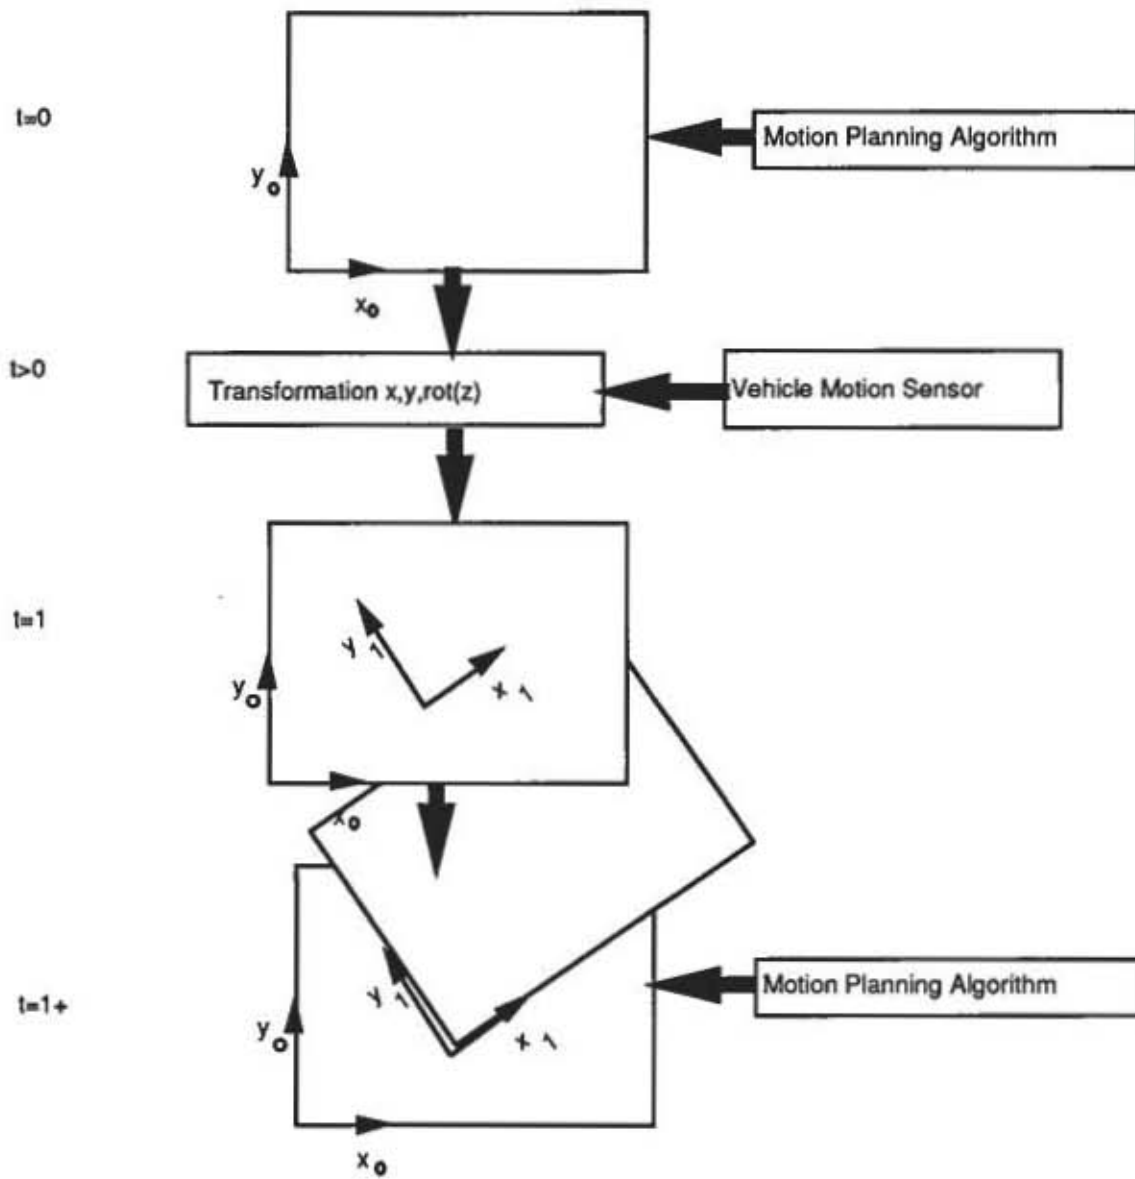 t=0
Motion Planning Algorithm
y0
x0
t>0
Transformation x,y,rot(z)
Vehicle Motion Sensor
t=1
y1
x1
y0
x0
t=1+
Motion Planning Algorithm
y1
x1
y0
x0